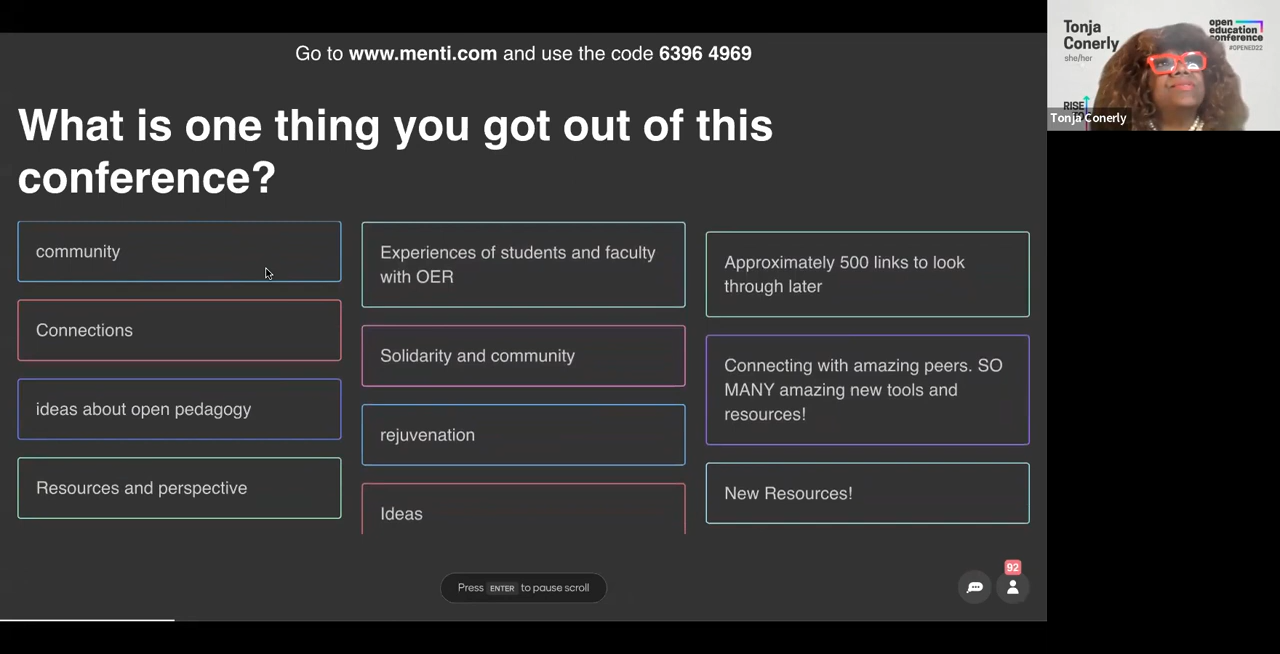 Go to www.menti.com and use the code 6396 4969
What is one thing you got out of this
conference?
community
Connections
ideas about open pedagogy
Resources and perspective
Experiences of students and faculty
with OER
Solidarity and community
rejuvenation
Ideas
Approximately 500 links to look
through later
Connecting with amazing peers. SO
MANY amazing new tools and
resources!
New Resources!
Press ENTER to pause scroll
92
Tonja
Conerly
she/her
open
education
conference
#OPENED22
RISE
Tonja Conerly